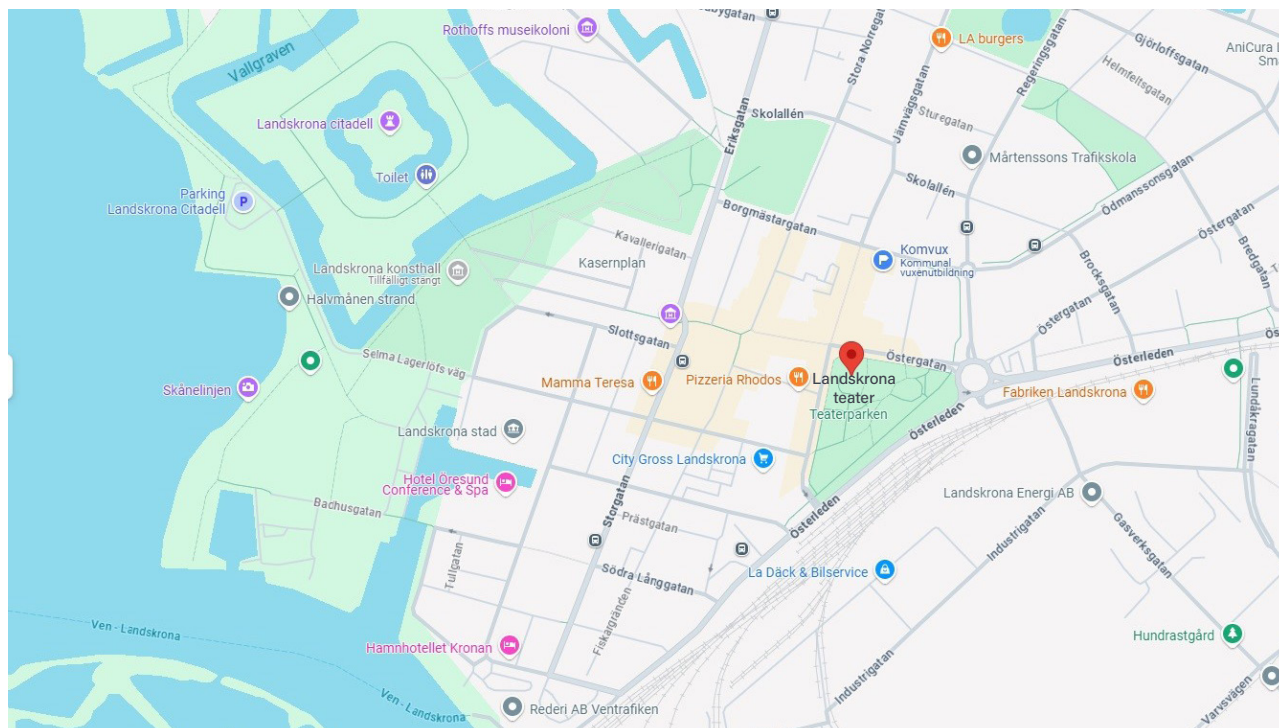 Rothoffs museikoloni
LA burgers
Stora Norregatan
Regeringsgatan
Gjörloffsgatan
AniCura L
Vallgraven
Helmfeltsgatan
Skolallén
Eriksgatan
Järnvägsgatan
Sturegatan
Landskrona citadell
Mårtenssons Trafikskola
Toilet
Skolallén
Ödmanssonsgatan
Parking
Landskrona Citadell
P
Borgmästargatan
Östergatan
Kavallerigatan
Komvux
Kommunal
vuxenutbildning
Brocksgatan
Bredgatan
Kasernplan
Landskrona konsthall
Tillfälligt stängt
Halvmånen strand
Östergatan
Slottsgatan
Selma Lagerlöfs väg
Östergatan
Österleden
Skånelinjen
Mamma Teresa
Pizzeria Rhodos
Landskrona
teater
Teaterparken
Fabriken Landskrona
Lundåkragatan
Landskrona stad
Österleden
City Gross Landskrona
Hotel Öresund
Conference & Spa
Landskrona Energi AB
Bachusgatan
Storgatan
Prästgatan
Österleden
Industrigatan
Gasverksgatan
Tullgatan
La Däck & Bilservice
Södra Långgatan
Fiskargränden
Ven - Landskrona
Hundrastgård
Hamnhotellet Kronan
Industrigatan
Ven - Landskrona
Rederi AB Ventrafiken
Varvsvägen